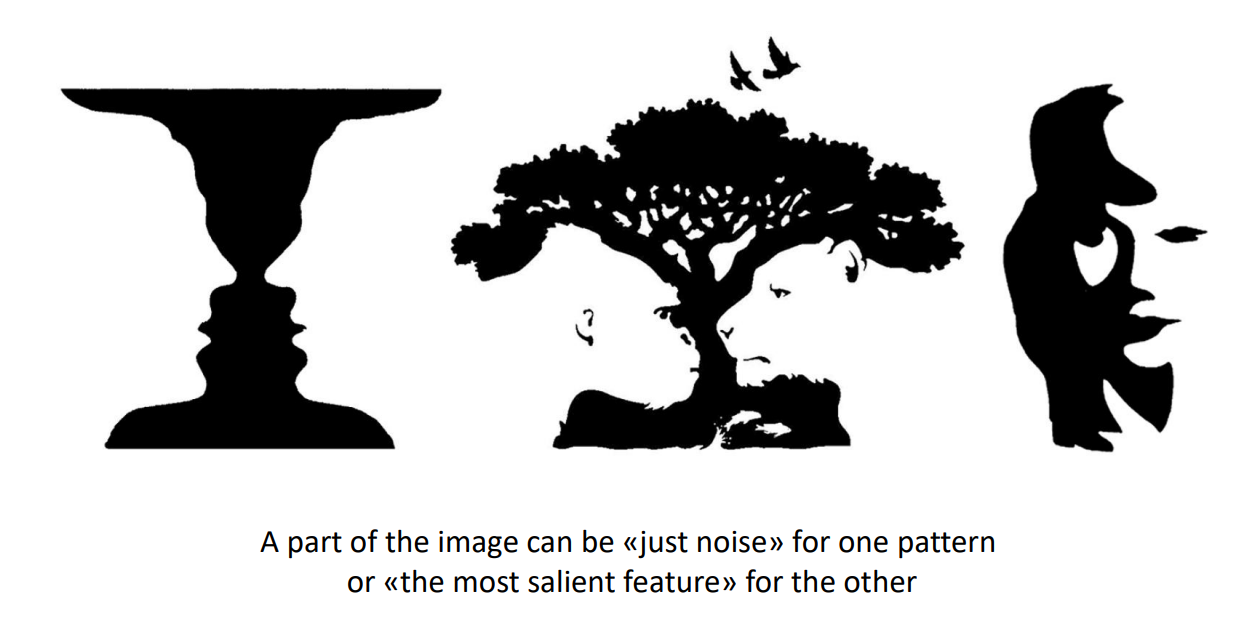 A part of the image can be «just noise» for one pattern
or «the most salient feature» for the other